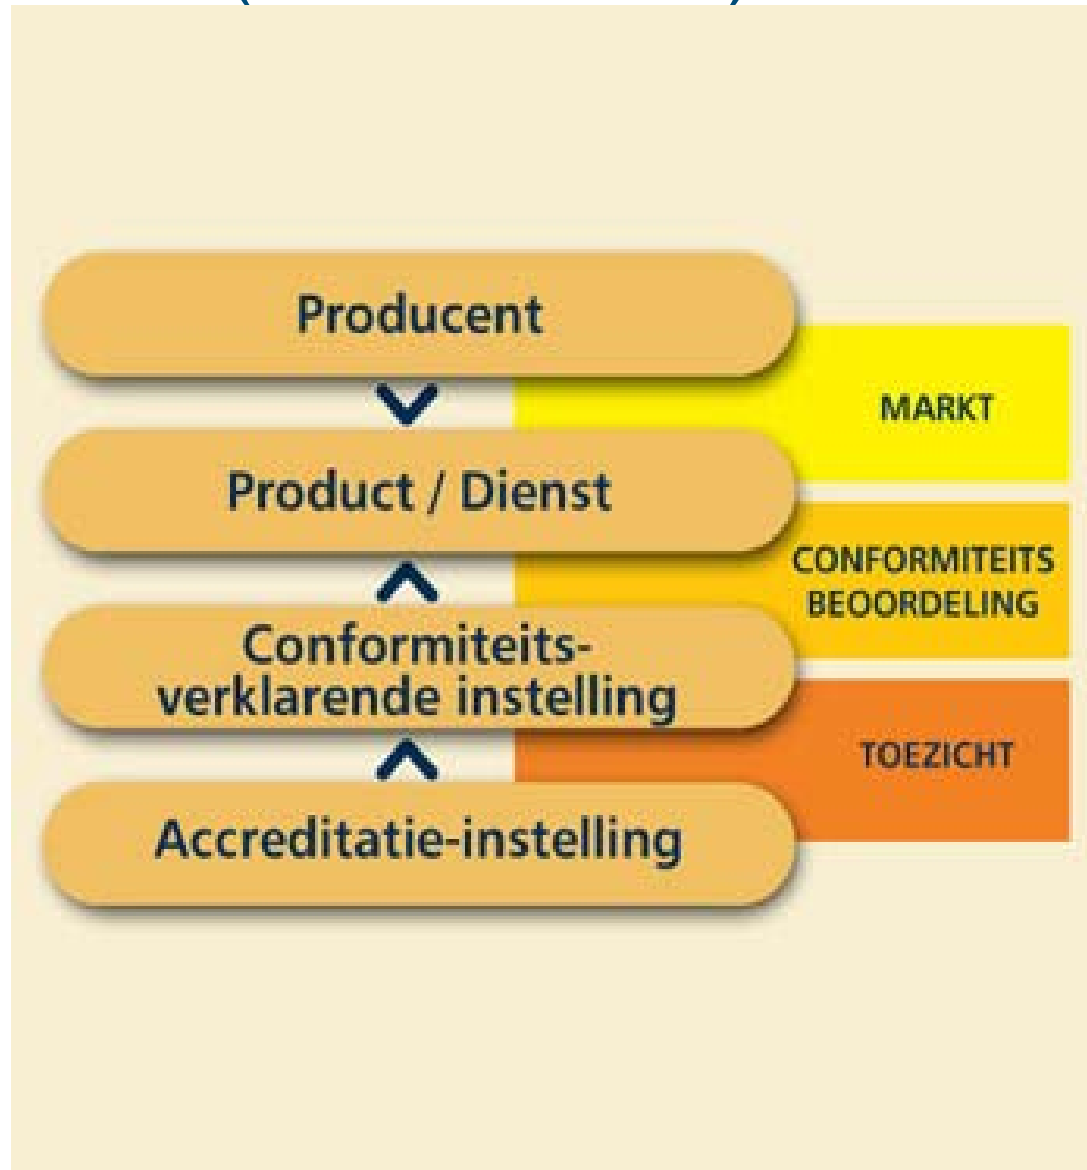 Producent
MARKT
Product / Dienst
CONFORMITEITS
BEOORDELING
Conformiteits-
verklarende instelling
TOEZICHT
Accreditatie-instelling